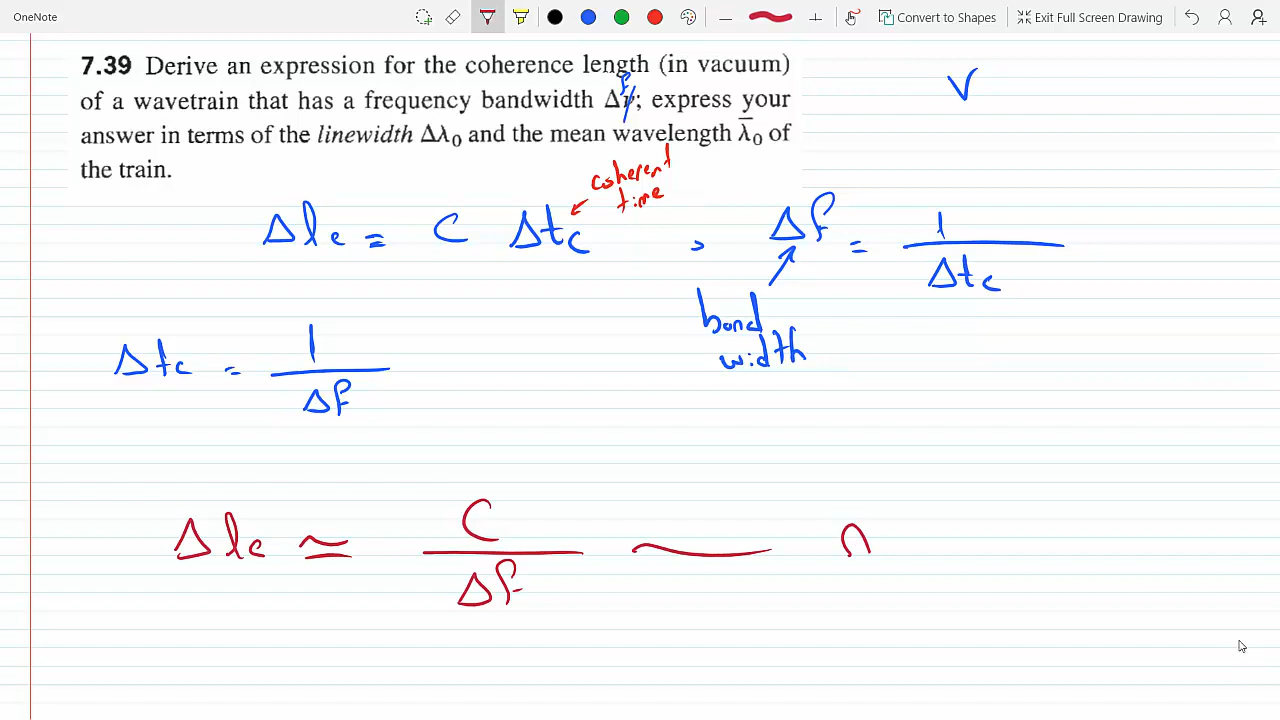 OneNote
Convert to Shapes
Exit Full Screen Drawing
7.39 Derive an expression for the coherence length (in vacuum)
of a wavetrain that has a frequency bandwidth Δν; express your
f
answer in terms of the linewidth Δλ₀ and the mean wavelength λ̄₀ of
the train.
V
coherent
time
Δlc = C Δtc , Δf = 1/Δtc
bond
width
Δtc = 1/Δf
Δlc ≃ C/Δf